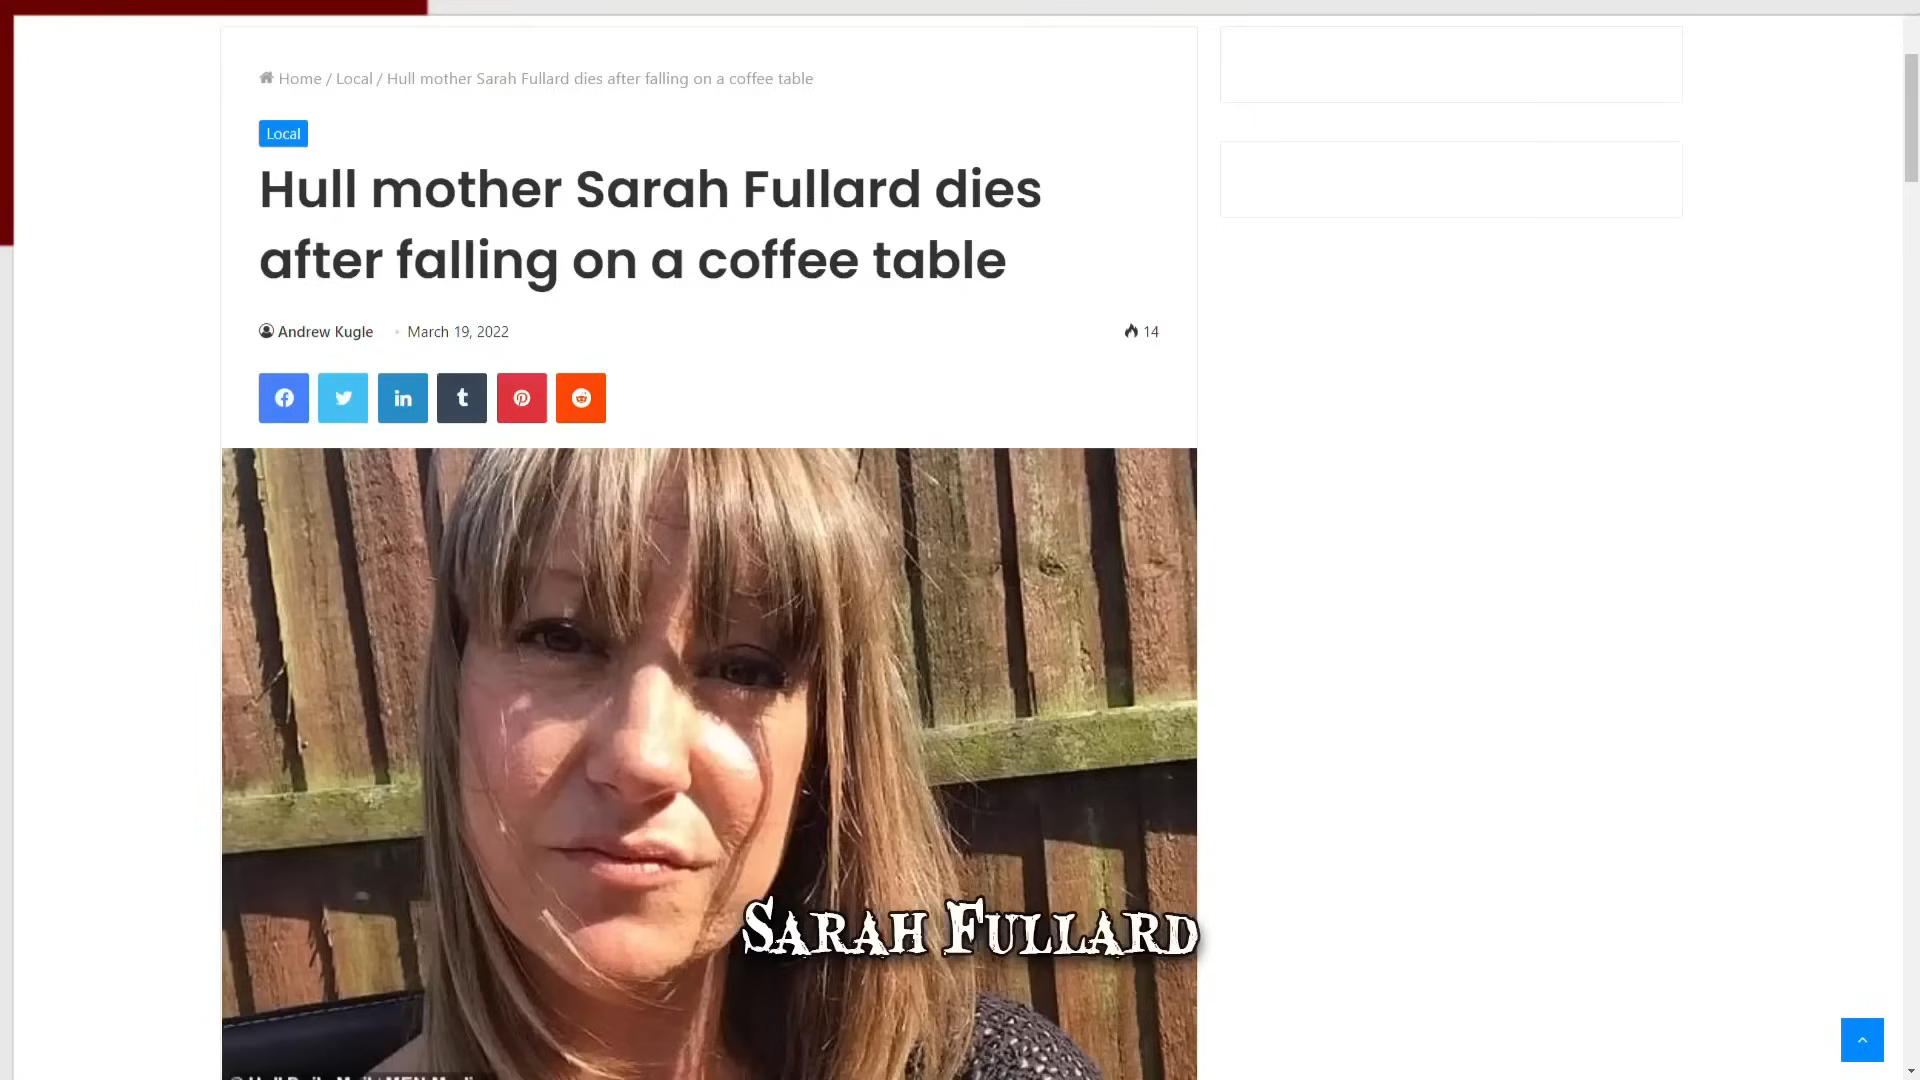 Home / Local / Hull mother Sarah Fullard dies after falling on a coffee table
Local
Hull mother Sarah Fullard dies
after falling on a coffee table
Andrew Kugle March 19, 2022 14
in t
SARAH FULLARD